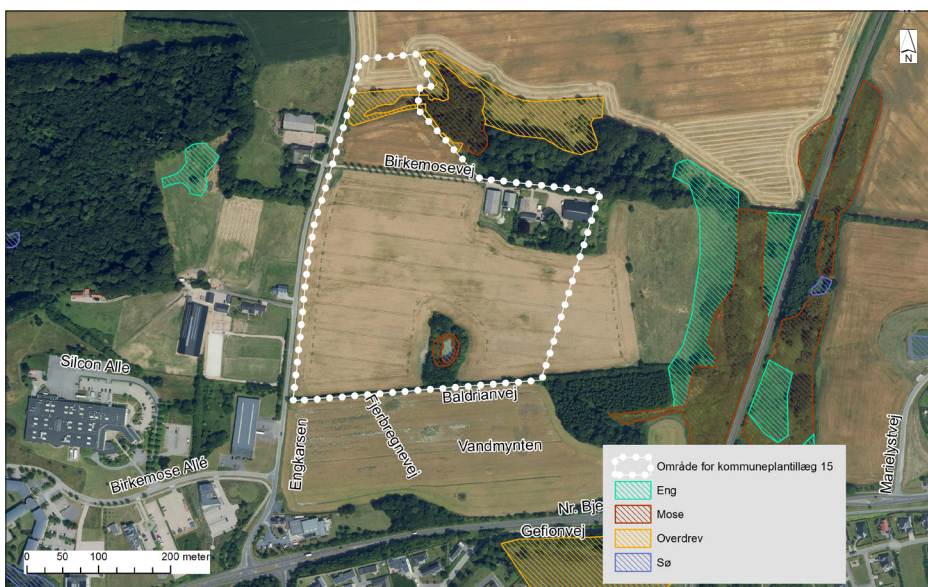 N
Birkemosevej
Silcon Alle
Baldrianvej
Fjerbregnevej
Engkarsen
Vandmynten
Birkemose Allé
Marielystvej
Nr. Bje
Gefionvej
Område for kommuneplantillæg 15
Eng
Mose
Overdrev
Sø
0 50 100 200 meter